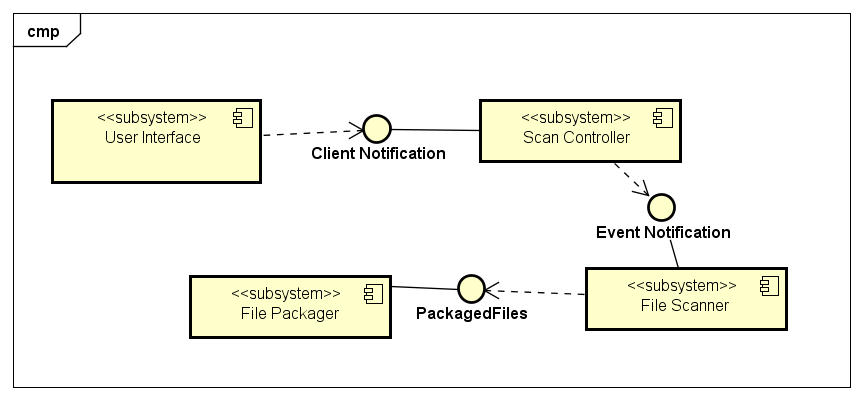 cmp
<<subsystem>>
User Interface
Client Notification
<<subsystem>>
Scan Controller
Event Notification
<<subsystem>>
File Packager
PackagedFiles
<<subsystem>>
File Scanner